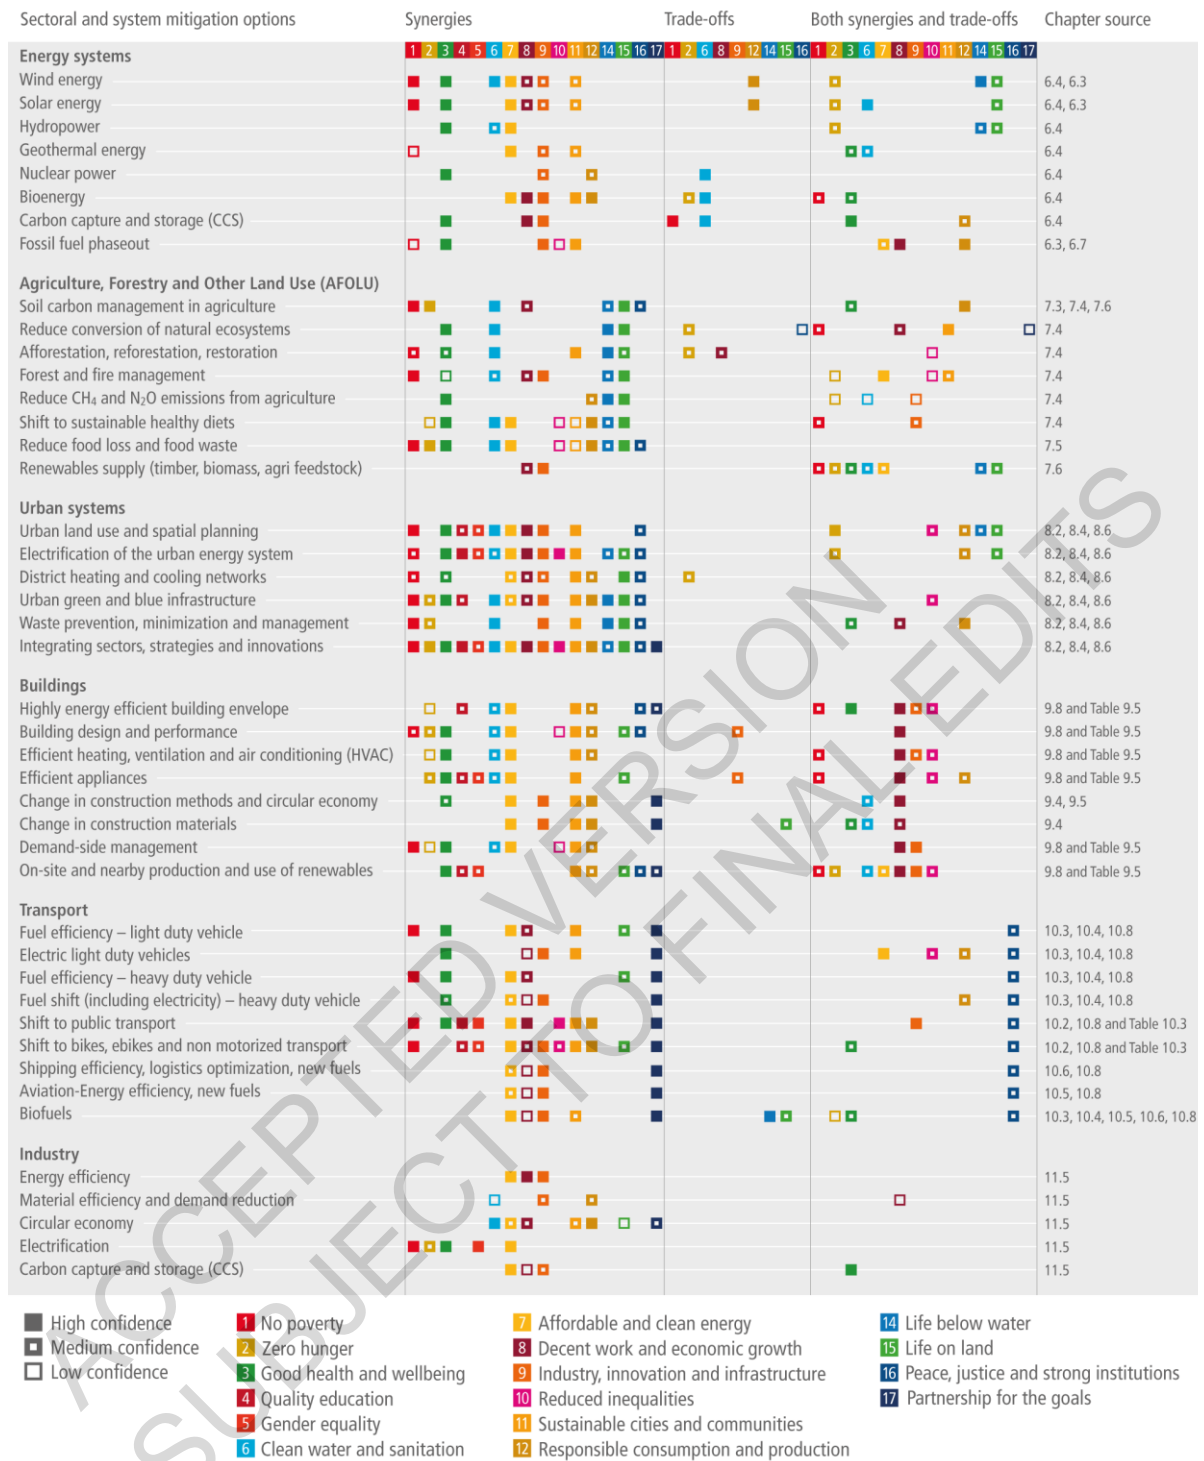 Sectoral and system mitigation options Synergies Trade-offs Both synergies and trade-offs Chapter source
Energy systems 1 2 3 4 5 6 7 8 9 10 11 12 14 15 16 17 1 2 6 8 9 12 14 15 16 1 2 3 6 7 8 9 10 11 12 14 15 16 17
Wind energy 6.4, 6.3
Solar energy 6.4, 6.3
Hydropower 6.4
Geothermal energy 6.4
Nuclear power 6.4
Bioenergy 6.4
Carbon capture and storage (CCS) 6.4
Fossil fuel phaseout 6.3, 6.7
Agriculture, Forestry and Other Land Use (AFOLU)
Soil carbon management in agriculture 7.3, 7.4, 7.6
Reduce conversion of natural ecosystems 7.4
Afforestation, reforestation, restoration 7.4
Forest and fire management 7.4
Reduce CH₄ and N₂O emissions from agriculture 7.4
Shift to sustainable healthy diets 7.4
Reduce food loss and food waste 7.5
Renewables supply (timber, biomass, agri feedstock) 7.6
Urban systems
Urban land use and spatial planning 8.2, 8.4, 8.6
Electrification of the urban energy system 8.2, 8.4, 8.6
District heating and cooling networks 8.2, 8.4, 8.6
Urban green and blue infrastructure 8.2, 8.4, 8.6
Waste prevention, minimization and management 8.2, 8.4, 8.6
Integrating sectors, strategies and innovations 8.2, 8.4, 8.6
Buildings
Highly energy efficient building envelope 9.8 and Table 9.5
Building design and performance 9.8 and Table 9.5
Efficient heating, ventilation and air conditioning (HVAC) 9.8 and Table 9.5
Efficient appliances 9.8 and Table 9.5
Change in construction methods and circular economy 9.4, 9.5
Change in construction materials 9.4
Demand-side management 9.8 and Table 9.5
On-site and nearby production and use of renewables 9.8 and Table 9.5
Transport
Fuel efficiency – light duty vehicle 10.3, 10.4, 10.8
Electric light duty vehicles 10.3, 10.4, 10.8
Fuel efficiency – heavy duty vehicle 10.3, 10.4, 10.8
Fuel shift (including electricity) – heavy duty vehicle 10.3, 10.4, 10.8
Shift to public transport 10.2, 10.8 and Table 10.3
Shift to bikes, ebikes and non motorized transport 10.2, 10.8 and Table 10.3
Shipping efficiency, logistics optimization, new fuels 10.6, 10.8
Aviation-Energy efficiency, new fuels 10.5, 10.8
Biofuels 10.3, 10.4, 10.5, 10.6, 10.8
Industry
Energy efficiency 11.5
Material efficiency and demand reduction 11.5
Circular economy 11.5
Electrification 11.5
Carbon capture and storage (CCS) 11.5
High confidence 1 No poverty 7 Affordable and clean energy 14 Life below water
Medium confidence 2 Zero hunger 8 Decent work and economic growth 15 Life on land
Low confidence 3 Good health and wellbeing 9 Industry, innovation and infrastructure 16 Peace, justice and strong institutions
4 Quality education 10 Reduced inequalities 17 Partnership for the goals
5 Gender equality 11 Sustainable cities and communities
6 Clean water and sanitation 12 Responsible consumption and production
ACCEPTED VERSION
SUBJECT TO FINAL EDITS